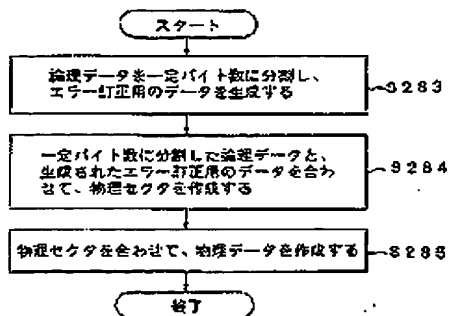 スタート
論理データを一定バイト数に分割し、
エラー訂正用のデータを生成する
S283
一定バイト数に分割した論理データと、
生成されたエラー訂正用のデータを合わ
せて、物理セクタを作成する
S284
物理セクタを合わせて、物理データを作成する
S285
終了